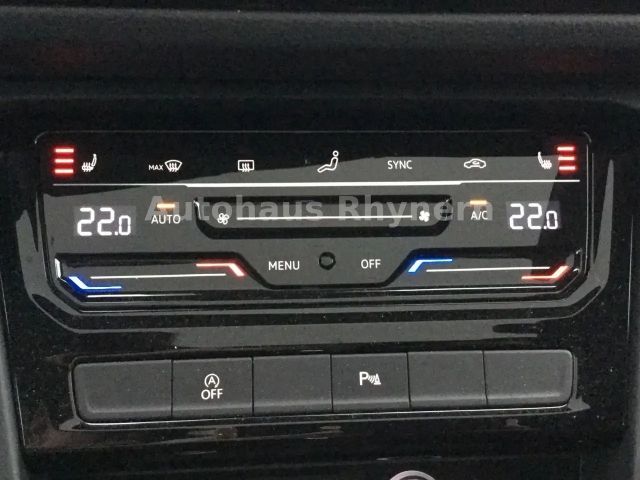 MAX SYNC
Autohaus Rhynern
22.0 AUTO A/C 22.0
MENU OFF
A OFF P